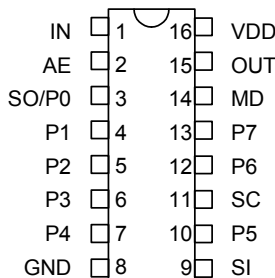 IN 1 16 VDD
AE 2 15 OUT
SO/P0 3 14 MD
P1 4 13 P7
P2 5 12 P6
P3 6 11 SC
P4 7 10 P5
GND 8 9 SI